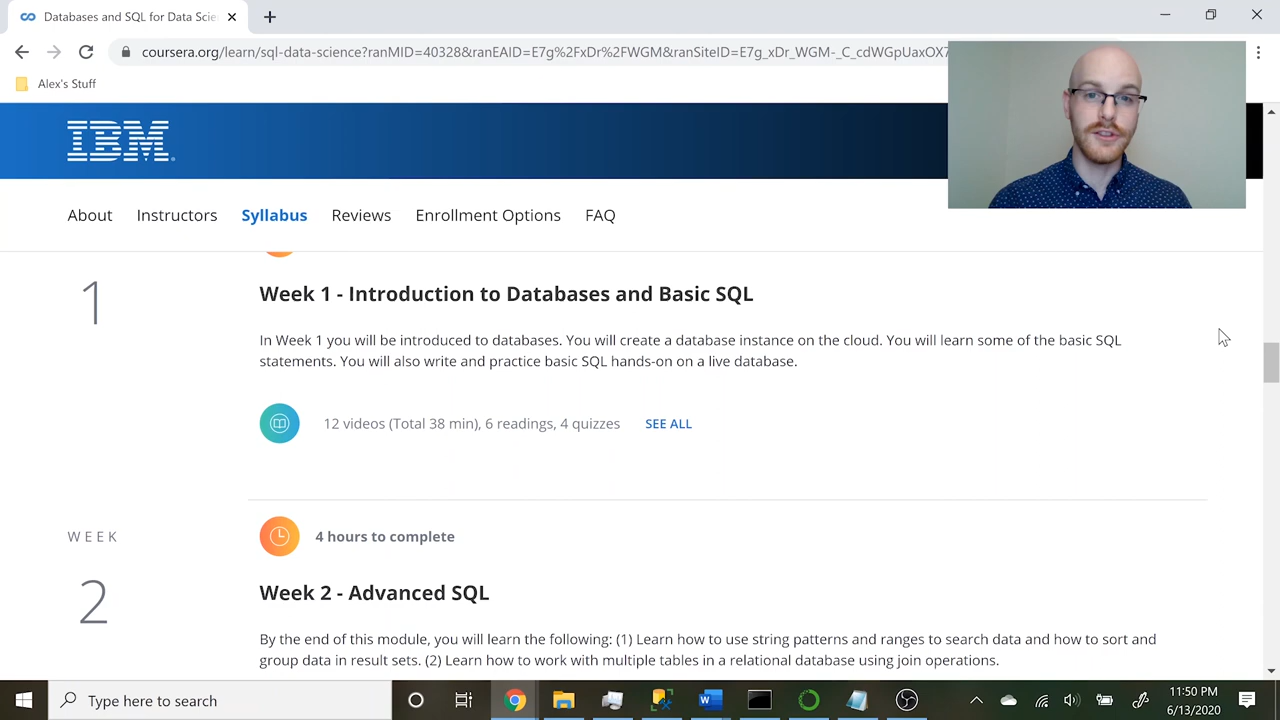 Databases and SQL for Data Scie
coursera.org/learn/sql-data-science?ranMID=40328&ranEAID=E7g%2FxDr%2FWGM&ranSiteID=E7g_xDr_WGM-_C_cdWGpUaxOX7
Alex's Stuff
IBM
About Instructors Syllabus Reviews Enrollment Options FAQ
1
Week 1 - Introduction to Databases and Basic SQL
In Week 1 you will be introduced to databases. You will create a database instance on the cloud. You will learn some of the basic SQL
statements. You will also write and practice basic SQL hands-on on a live database.
12 videos (Total 38 min), 6 readings, 4 quizzes SEE ALL
WEEK
2
4 hours to complete
Week 2 - Advanced SQL
By the end of this module, you will learn the following: (1) Learn how to use string patterns and ranges to search data and how to sort and
group data in result sets. (2) Learn how to work with multiple tables in a relational database using join operations.
Type here to search
11:50 PM
6/13/2020